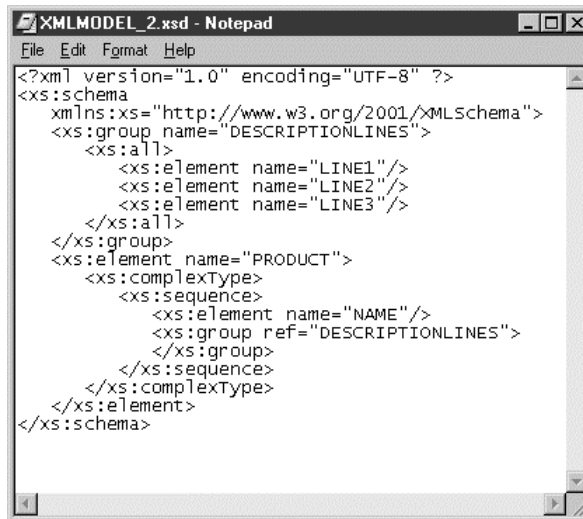 XMLMODEL_2.xsd - Notepad
File Edit Format Help
<?xml version="1.0" encoding="UTF-8" ?>
<xs:schema
   xmlns:xs="http://www.w3.org/2001/XMLSchema">
   <xs:group name="DESCRIPTIONLINES">
      <xs:all>
         <xs:element name="LINE1"/>
         <xs:element name="LINE2"/>
         <xs:element name="LINE3"/>
      </xs:all>
   </xs:group>
   <xs:element name="PRODUCT">
      <xs:complexType>
         <xs:sequence>
            <xs:element name="NAME"/>
            <xs:group ref="DESCRIPTIONLINES">
            </xs:group>
         </xs:sequence>
      </xs:complexType>
   </xs:element>
</xs:schema>